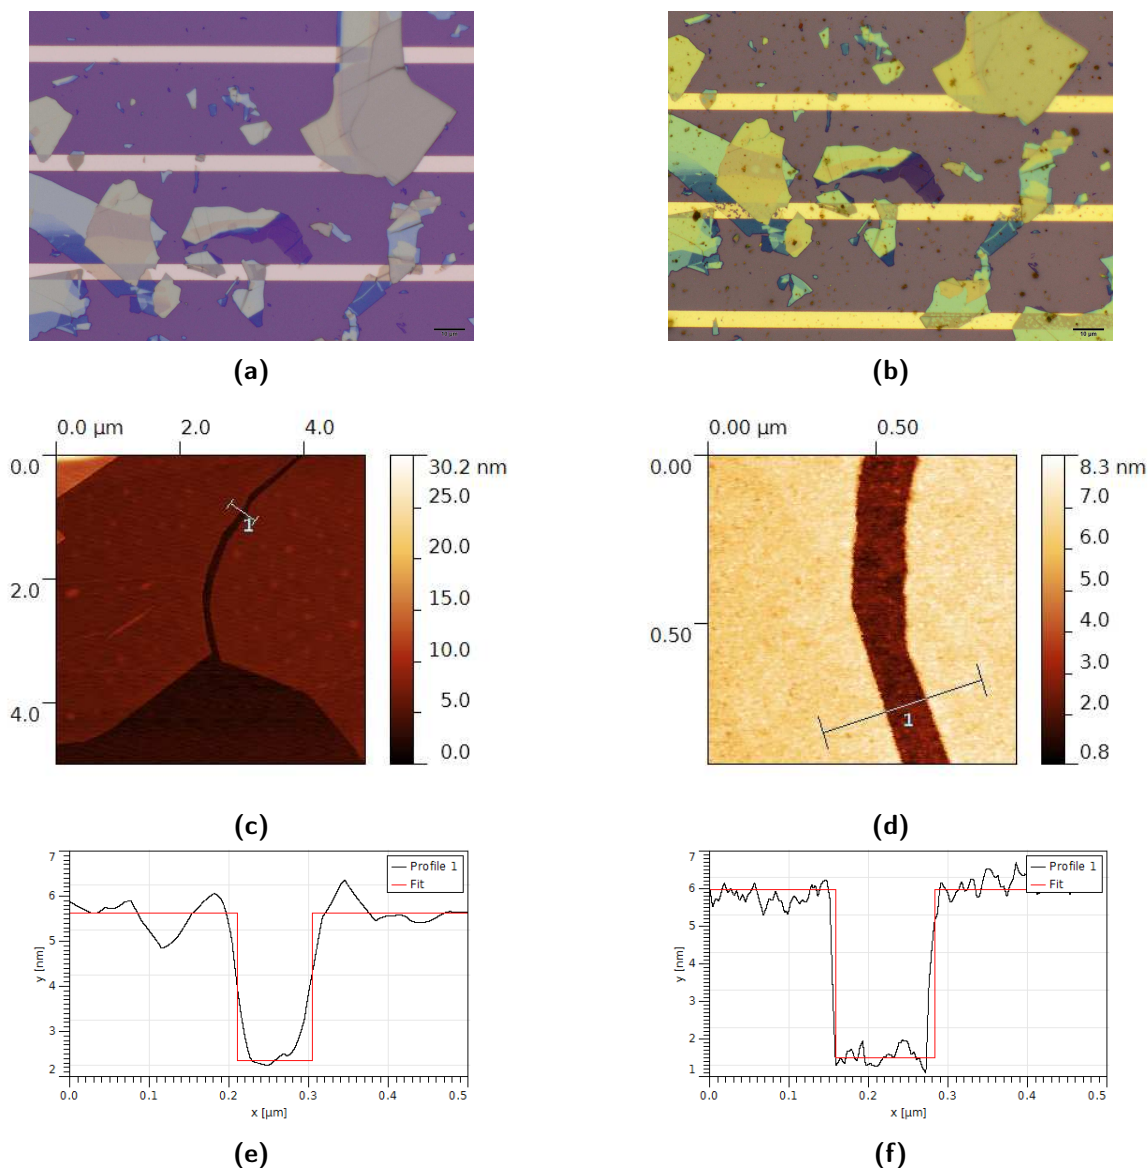 10 µm
10 µm
(a)
(b)
0.0 µm 2.0 4.0
0.0
2.0
4.0
30.2 nm
25.0
20.0
15.0
10.0
5.0
0.0
1
0.00 µm 0.50
0.00
0.50
8.3 nm
7.0
6.0
5.0
4.0
3.0
2.0
0.8
1
(c)
(d)
7
6
5
4
3
2
y [nm]
Profile 1
Fit
0.0 0.1 0.2 0.3 0.4 0.5
x [µm]
7
6
5
4
3
2
1
y [nm]
Profile 1
Fit
0.0 0.1 0.2 0.3 0.4 0.5
x [µm]
(e)
(f)